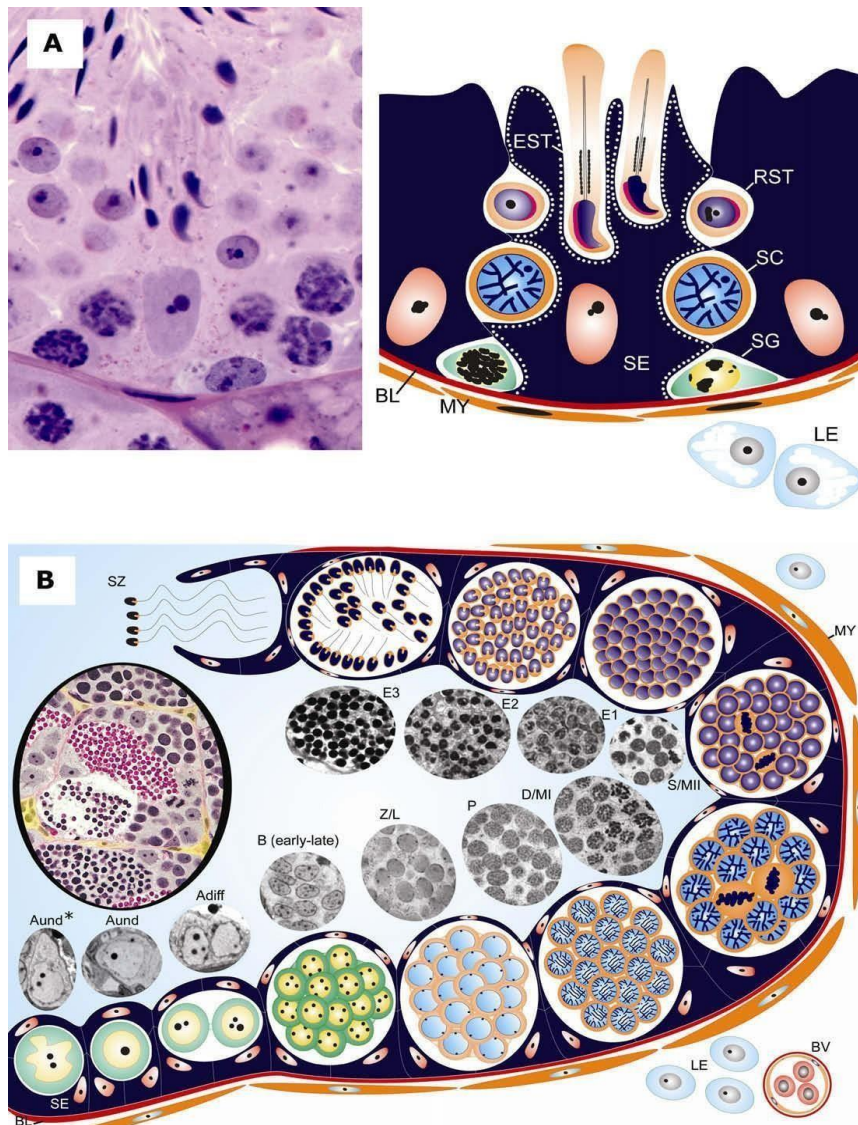 A
EST
RST
SC
SG
SE
BL
MY
LE
B
SZ
MY
E3
E2
E1
S/MII
D/MI
P
Z/L
B (early-late)
Adiff
Aund
Aund*
SE
BL
LE
BV